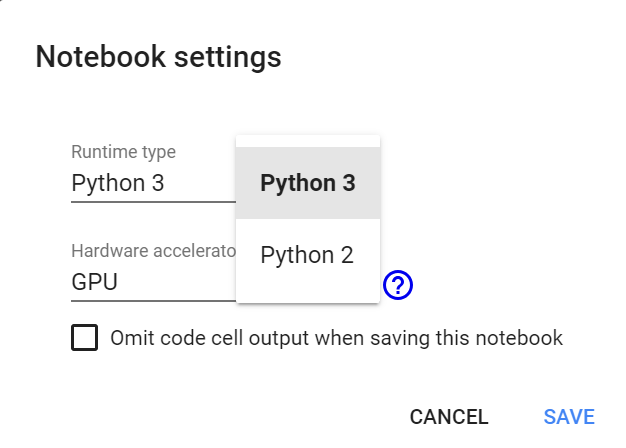 Notebook settings
Runtime type
Python 3
Python 3
Python 2
Hardware accelerato
GPU
?
Omit code cell output when saving this notebook
CANCEL SAVE